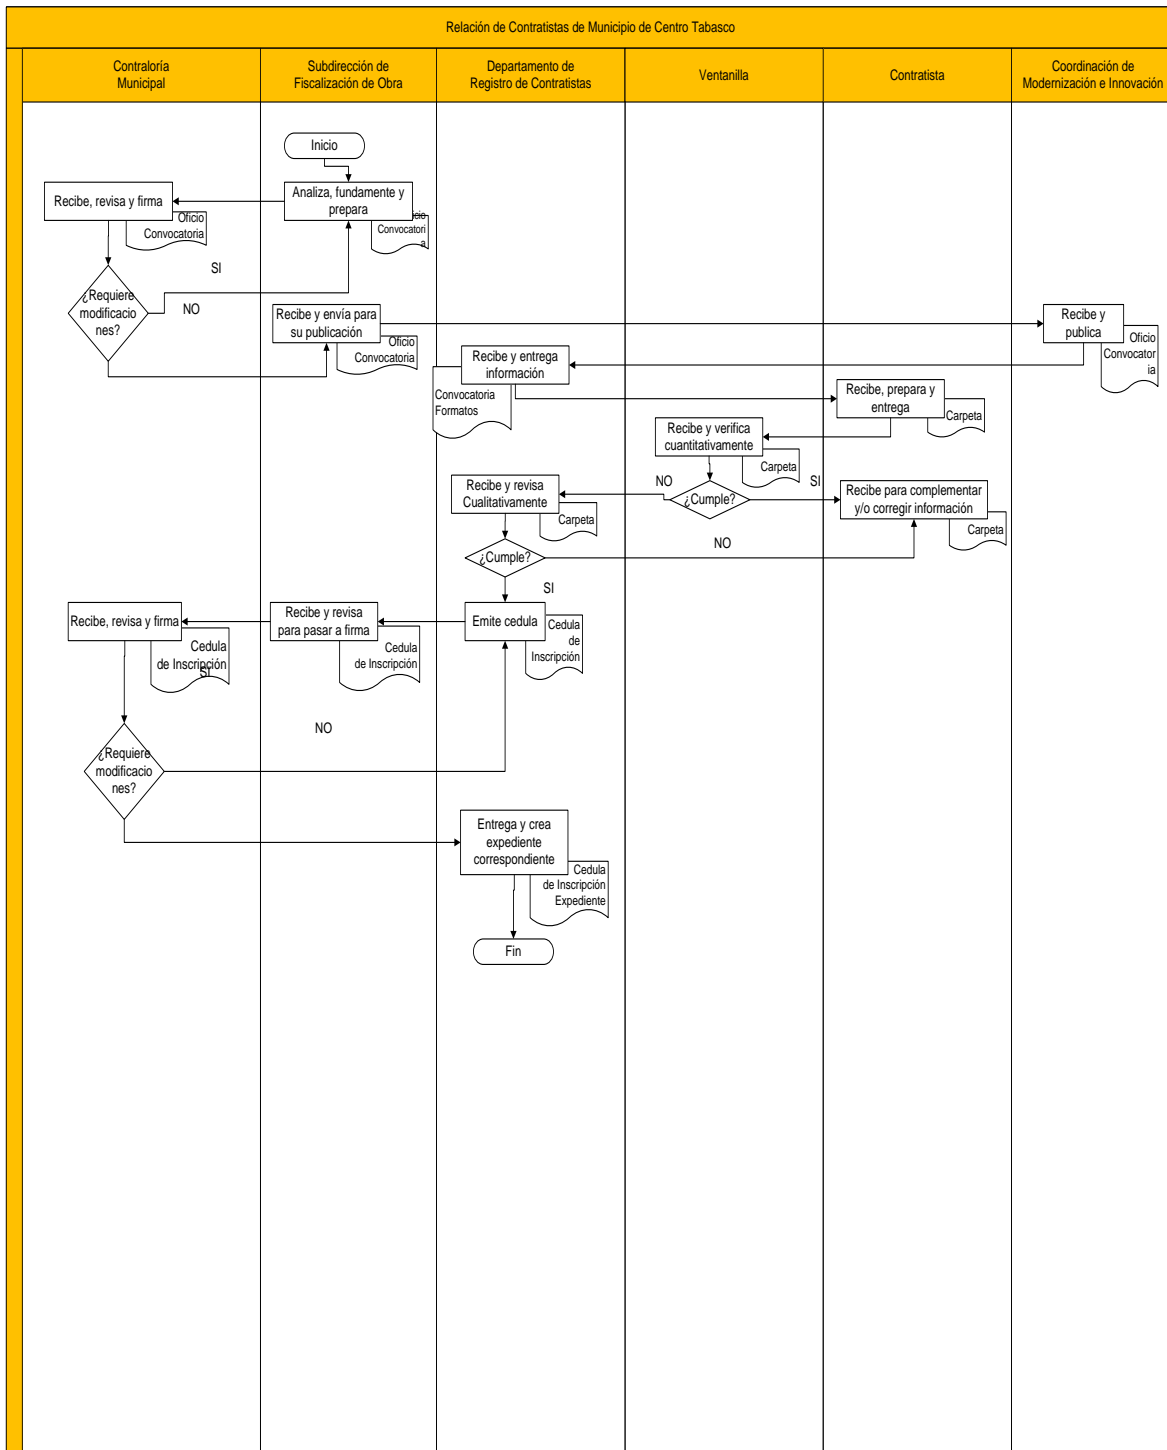 Relación de Contratistas de Municipio de Centro Tabasco
Contraloría
Municipal
Subdirección de
Fiscalización de Obra
Departamento de
Registro de Contratistas
Ventanilla
Contratista
Coordinación de
Modernización e Innovación
Inicio
Recibe, revisa y firma
Oficio
Convocatoria
Analiza, fundamente y
prepara
Convocatori
a
SI
¿Requiere
modificacio
nes?
NO
Recibe y envía para
su publicación
Oficio
Convocatoria
Recibe y
publica
Oficio
Convocator
ia
Recibe y entrega
información
Convocatoria
Formatos
Recibe, prepara y
entrega
Carpeta
Recibe y verifica
cuantitativamente
Carpeta
Recibe y revisa
Cualitativamente
Carpeta
NO
¿Cumple?
SI
Recibe para complementar
y/o corregir información
Carpeta
¿Cumple?
NO
SI
Recibe, revisa y firma
Cedula
de Inscripción
SI
Recibe y revisa
para pasar a firma
Cedula
de Inscripción
Emite cedula
Cedula
de
Inscripción
NO
¿Requiere
modificacio
nes?
Entrega y crea
expediente
correspondiente
Cedula
de Inscripción
Expediente
Fin